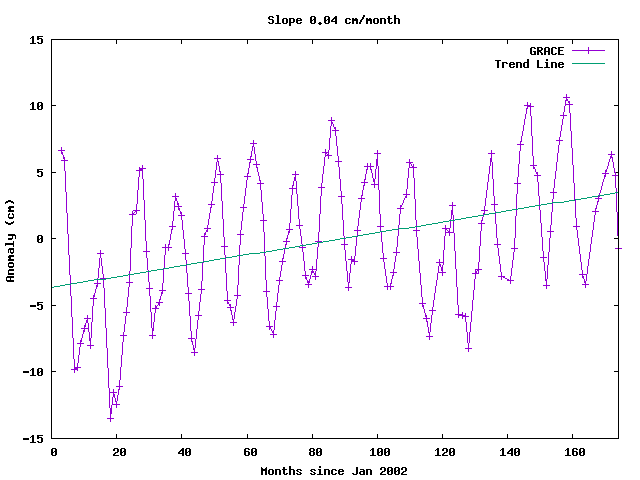 Slope 0.04 cm/month
GRACE
Trend Line
15
10
5
0
-5
-10
-15
Anomaly (cm)
0 20 40 60 80 100 120 140 160
Months since Jan 2002